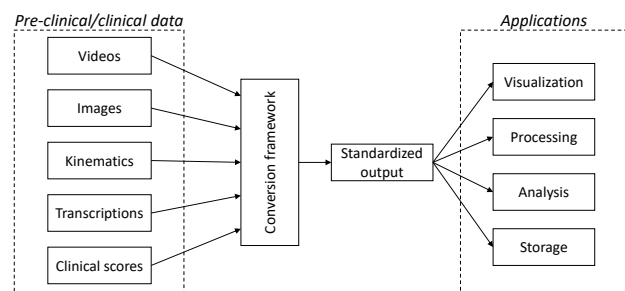 Pre-clinical/clinical data
Videos
Images
Kinematics
Transcriptions
Clinical scores
Conversion framework
Standardized
output
Applications
Visualization
Processing
Analysis
Storage